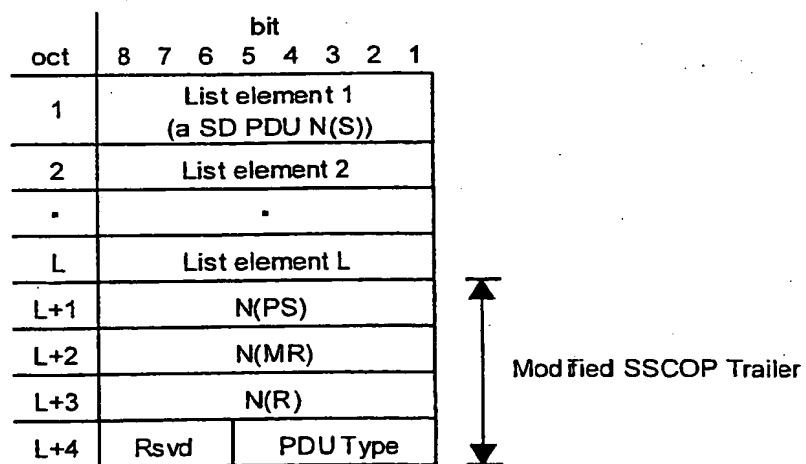 bit
oct 8 7 6 5 4 3 2 1
1 List element 1
(a SD PDU N(S))
2 List element 2
. .
L List element L
L+1 N(PS)
L+2 N(MR)
L+3 N(R)
L+4 Rsvd PDU Type
Modified SSCOP Trailer